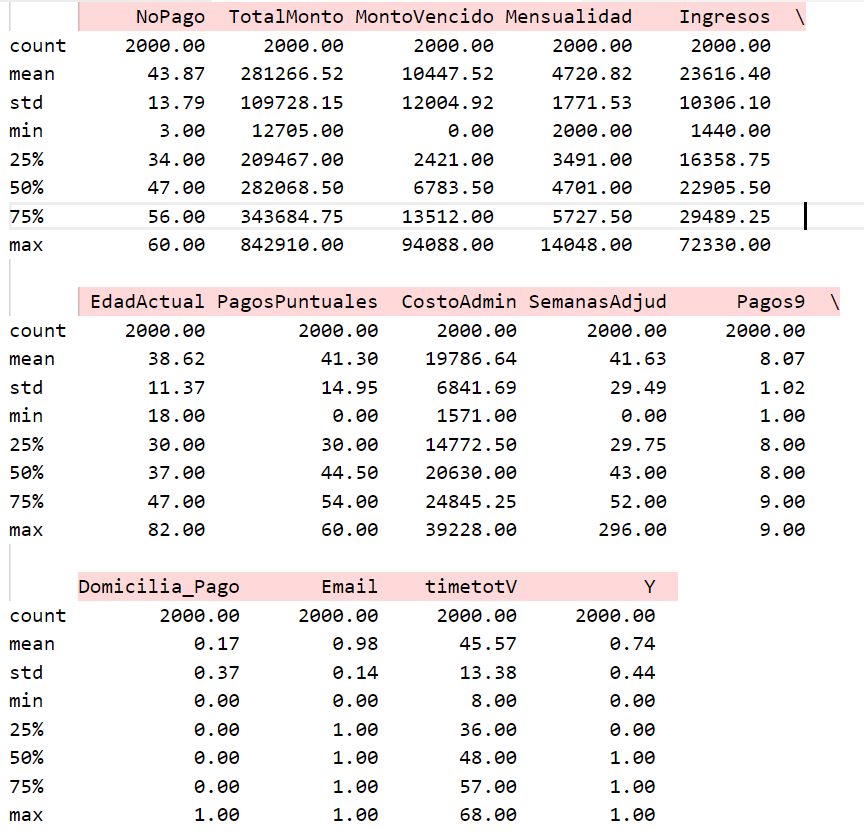 NoPago TotalMonto MontoVencido Mensualidad Ingresos \
count 2000.00 2000.00 2000.00 2000.00 2000.00
mean 43.87 281266.52 10447.52 4720.82 23616.40
std 13.79 109728.15 12004.92 1771.53 10306.10
min 3.00 12705.00 0.00 2000.00 1440.00
25% 34.00 209467.00 2421.00 3491.00 16358.75
50% 47.00 282068.50 6783.50 4701.00 22905.50
75% 56.00 343684.75 13512.00 5727.50 29489.25
max 60.00 842910.00 94088.00 14048.00 72330.00
EdadActual PagosPuntuales CostoAdmin SemanasAdjud Pagos9 \
count 2000.00 2000.00 2000.00 2000.00 2000.00
mean 38.62 41.30 19786.64 41.63 8.07
std 11.37 14.95 6841.69 29.49 1.02
min 18.00 0.00 1571.00 0.00 1.00
25% 30.00 30.00 14772.50 29.75 8.00
50% 37.00 44.50 20630.00 43.00 8.00
75% 47.00 54.00 24845.25 52.00 9.00
max 82.00 60.00 39228.00 296.00 9.00
Domicilia_Pago Email timetotV Y
count 2000.00 2000.00 2000.00 2000.00
mean 0.17 0.98 45.57 0.74
std 0.37 0.14 13.38 0.44
min 0.00 0.00 8.00 0.00
25% 0.00 1.00 36.00 0.00
50% 0.00 1.00 48.00 1.00
75% 0.00 1.00 57.00 1.00
max 1.00 1.00 68.00 1.00